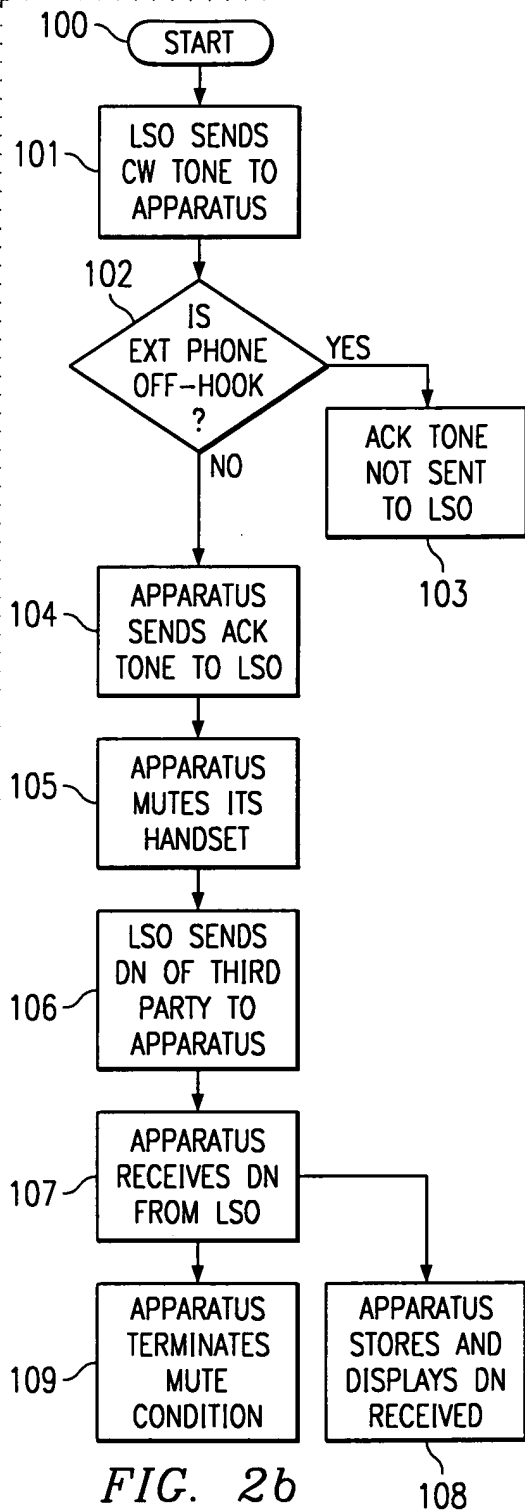 100
START
101
LSO SENDS
CW TONE TO
APPARATUS
102
IS
EXT PHONE
OFF-HOOK
?
YES
NO
ACK TONE
NOT SENT
TO LSO
103
104
APPARATUS
SENDS ACK
TONE TO LSO
105
APPARATUS
MUTES ITS
HANDSET
106
LSO SENDS
DN OF THIRD
PARTY TO
APPARATUS
107
APPARATUS
RECEIVES DN
FROM LSO
109
APPARATUS
TERMINATES
MUTE
CONDITION
APPARATUS
STORES AND
DISPLAYS DN
RECEIVED
108
FIG. 2b